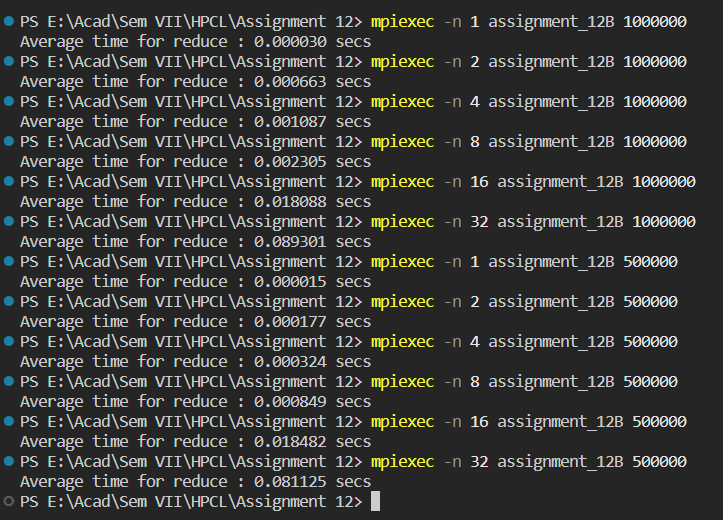 PS E:\Acad\Sem VII\HPCL\Assignment 12> mpiexec -n 1 assignment_12B 1000000
Average time for reduce : 0.000030 secs
PS E:\Acad\Sem VII\HPCL\Assignment 12> mpiexec -n 2 assignment_12B 1000000
Average time for reduce : 0.000663 secs
PS E:\Acad\Sem VII\HPCL\Assignment 12> mpiexec -n 4 assignment_12B 1000000
Average time for reduce : 0.001087 secs
PS E:\Acad\Sem VII\HPCL\Assignment 12> mpiexec -n 8 assignment_12B 1000000
Average time for reduce : 0.002305 secs
PS E:\Acad\Sem VII\HPCL\Assignment 12> mpiexec -n 16 assignment_12B 1000000
Average time for reduce : 0.018088 secs
PS E:\Acad\Sem VII\HPCL\Assignment 12> mpiexec -n 32 assignment_12B 1000000
Average time for reduce : 0.089301 secs
PS E:\Acad\Sem VII\HPCL\Assignment 12> mpiexec -n 1 assignment_12B 500000
Average time for reduce : 0.000015 secs
PS E:\Acad\Sem VII\HPCL\Assignment 12> mpiexec -n 2 assignment_12B 500000
Average time for reduce : 0.000177 secs
PS E:\Acad\Sem VII\HPCL\Assignment 12> mpiexec -n 4 assignment_12B 500000
Average time for reduce : 0.000324 secs
PS E:\Acad\Sem VII\HPCL\Assignment 12> mpiexec -n 8 assignment_12B 500000
Average time for reduce : 0.000849 secs
PS E:\Acad\Sem VII\HPCL\Assignment 12> mpiexec -n 16 assignment_12B 500000
Average time for reduce : 0.018482 secs
PS E:\Acad\Sem VII\HPCL\Assignment 12> mpiexec -n 32 assignment_12B 500000
Average time for reduce : 0.081125 secs
PS E:\Acad\Sem VII\HPCL\Assignment 12>